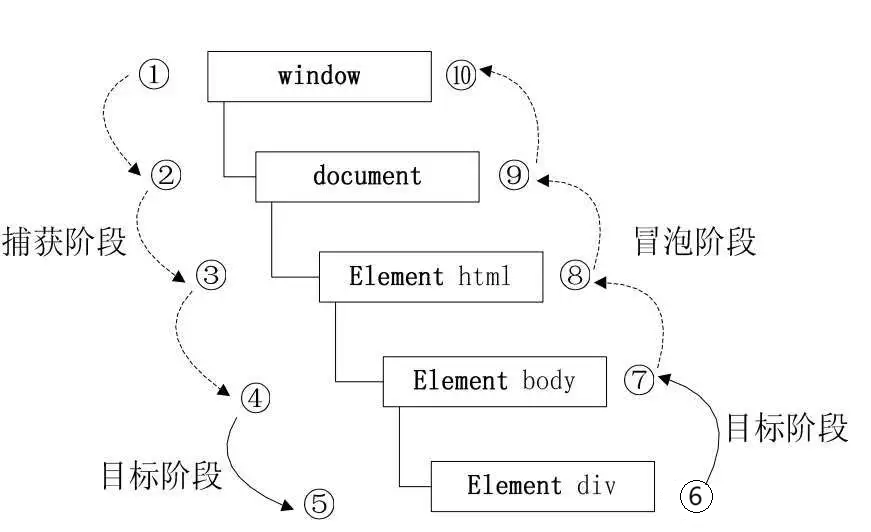 ① window ⑩
② document ⑨
捕获阶段 冒泡阶段
③ Element html ⑧
④ Element body ⑦
目标阶段 目标阶段
⑤ Element div ⑥